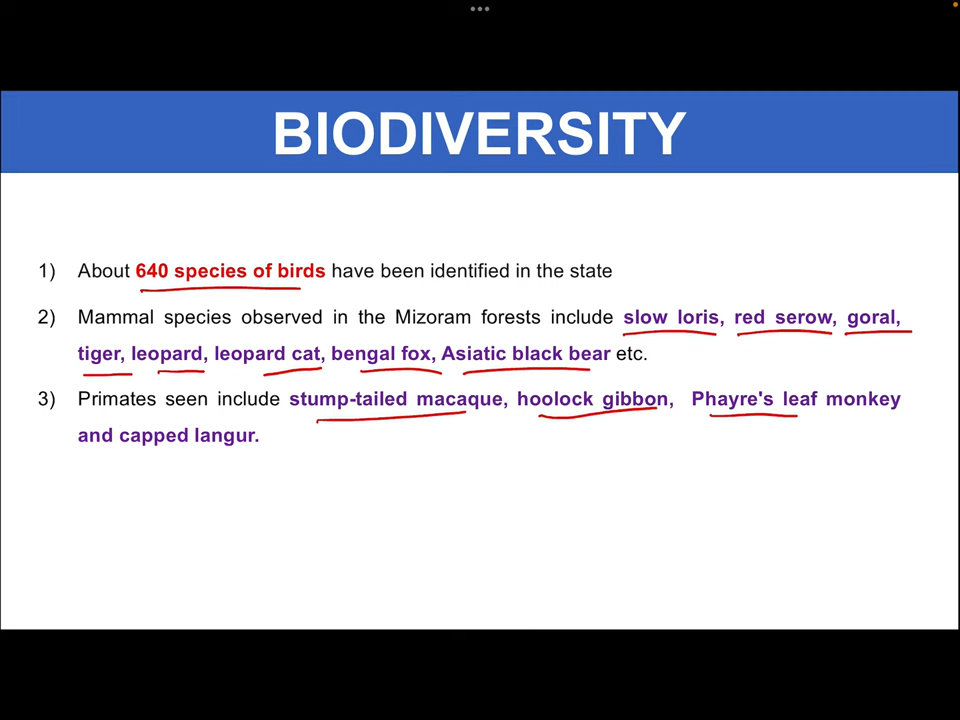 BIODIVERSITY
1) About 640 species of birds have been identified in the state
2) Mammal species observed in the Mizoram forests include slow loris, red serow, goral,
tiger, leopard, leopard cat, bengal fox, Asiatic black bear etc.
3) Primates seen include stump-tailed macaque, hoolock gibbon, Phayre's leaf monkey
and capped langur.